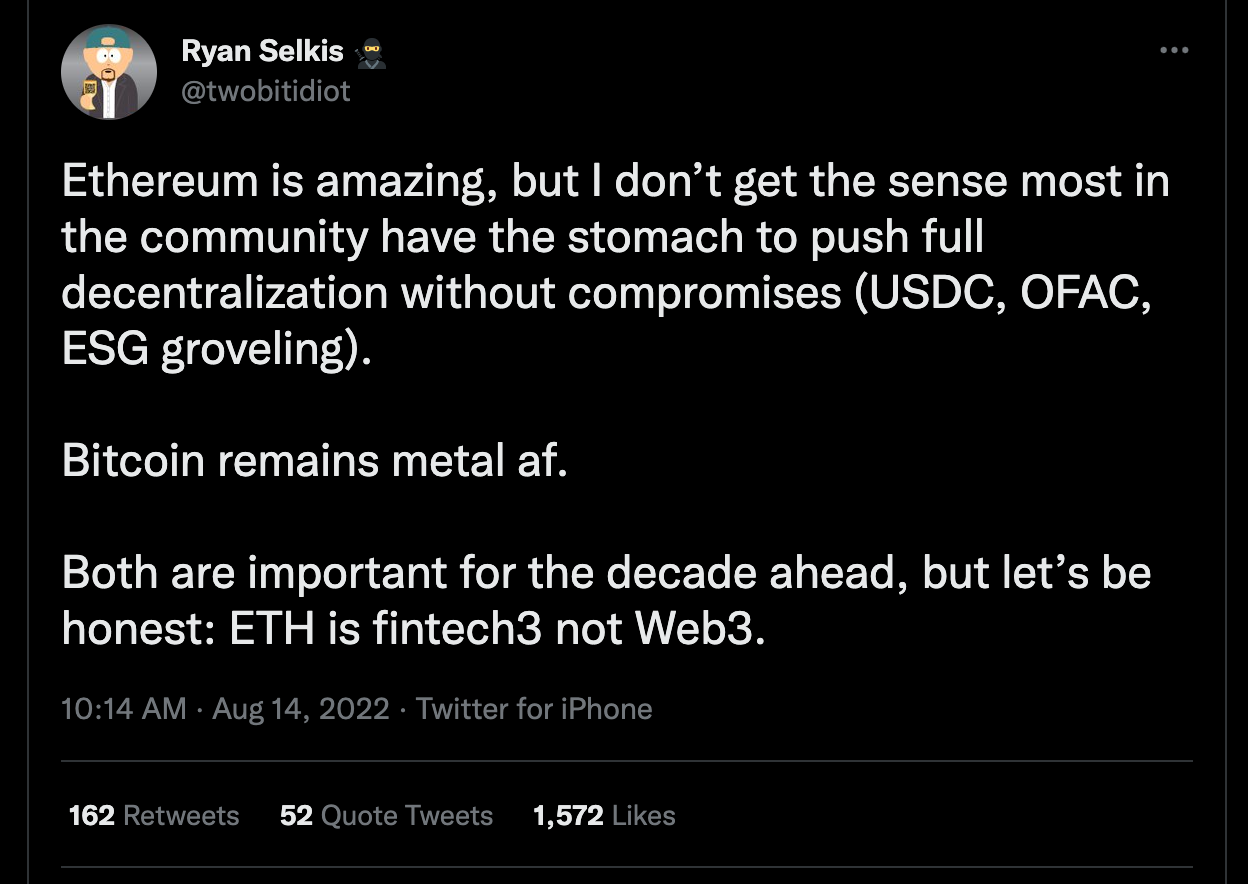 Ryan Selkis 🥷
@twobitidiot
Ethereum is amazing, but I don’t get the sense most in
the community have the stomach to push full
decentralization without compromises (USDC, OFAC,
ESG groveling).
Bitcoin remains metal af.
Both are important for the decade ahead, but let’s be
honest: ETH is fintech3 not Web3.
10:14 AM · Aug 14, 2022 · Twitter for iPhone
162 Retweets 52 Quote Tweets 1,572 Likes